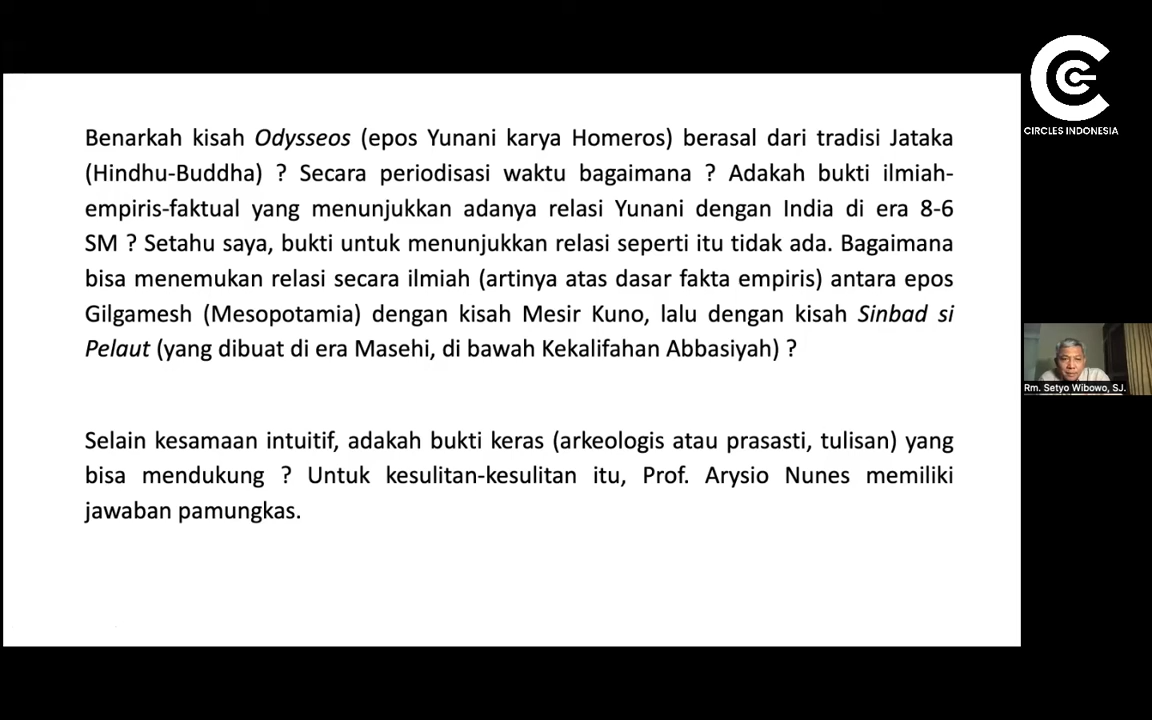 CIRCLES INDONESIA
Benarkah kisah Odysseos (epos Yunani karya Homeros) berasal dari tradisi Jataka
(Hindhu-Buddha) ? Secara periodisasi waktu bagaimana ? Adakah bukti ilmiah-
empiris-faktual yang menunjukkan adanya relasi Yunani dengan India di era 8-6
SM ? Setahu saya, bukti untuk menunjukkan relasi seperti itu tidak ada. Bagaimana
bisa menemukan relasi secara ilmiah (artinya atas dasar fakta empiris) antara epos
Gilgamesh (Mesopotamia) dengan kisah Mesir Kuno, lalu dengan kisah Sinbad si
Pelaut (yang dibuat di era Masehi, di bawah Kekalifahan Abbasiyah) ?
Selain kesamaan intuitif, adakah bukti keras (arkeologis atau prasasti, tulisan) yang
bisa mendukung ? Untuk kesulitan-kesulitan itu, Prof. Arysio Nunes memiliki
jawaban pamungkas.
Rm. Setyo Wibowo, SJ.